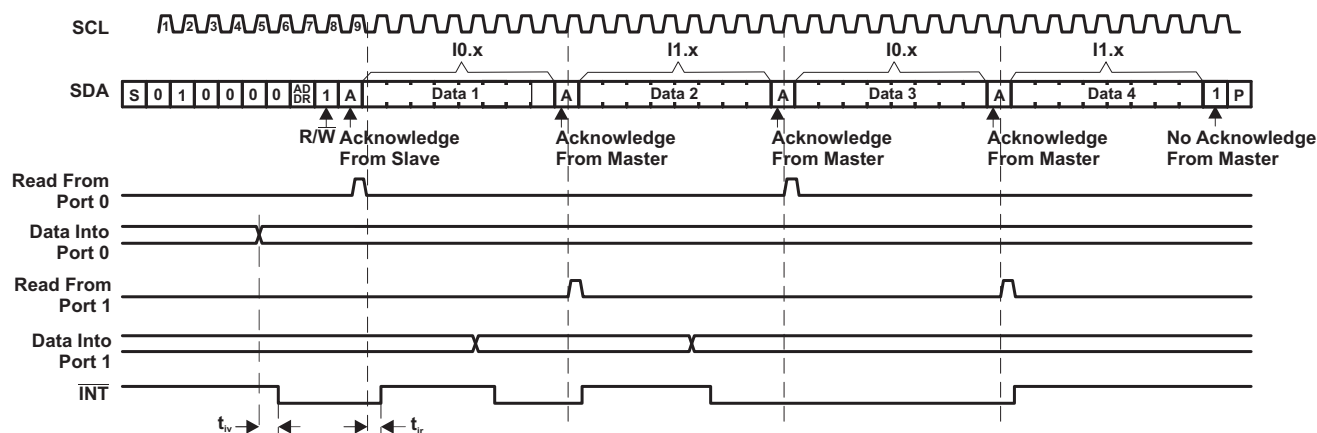 SCL
1 2 3 4 5 6 7 8 9
I0.x I1.x I0.x I1.x
SDA
S 0 1 0 0 0 0 AD DR 1 A Data 1 A Data 2 A Data 3 A Data 4 1 P
R/W̅
Acknowledge
From Slave
Acknowledge
From Master
Acknowledge
From Master
Acknowledge
From Master
No Acknowledge
From Master
Read From
Port 0
Data Into
Port 0
Read From
Port 1
Data Into
Port 1
I̅N̅T̅
tiv
tir